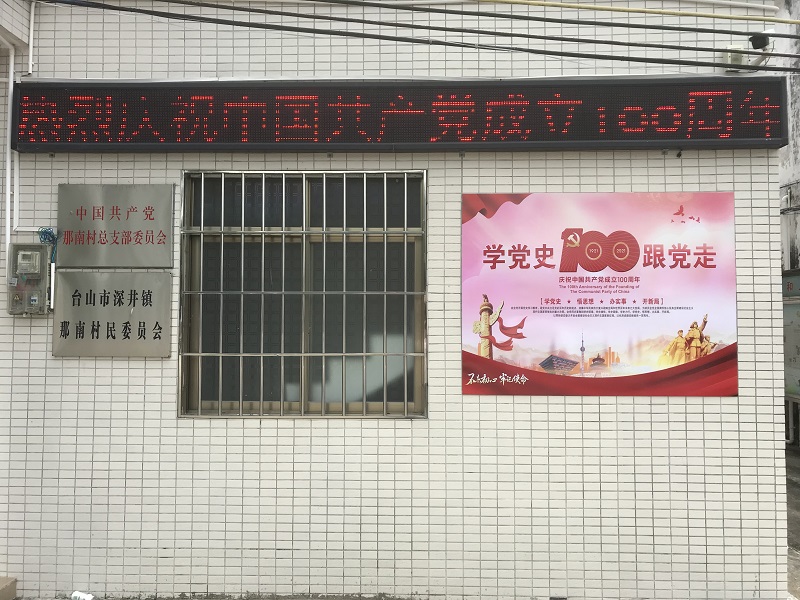 热烈庆祝中国共产党成立100周年
中国共产党
那南村总支部委员会
台山市深井镇
那南村民委员会
学党史 100 跟党走
1921 2021
庆祝中国共产党成立100周年
The 100th Anniversary of the Founding of
The Communist Party of China
【学党史 ★ 悟思想 ★ 办实事 ★ 开新局】
不忘初心 牢记使命